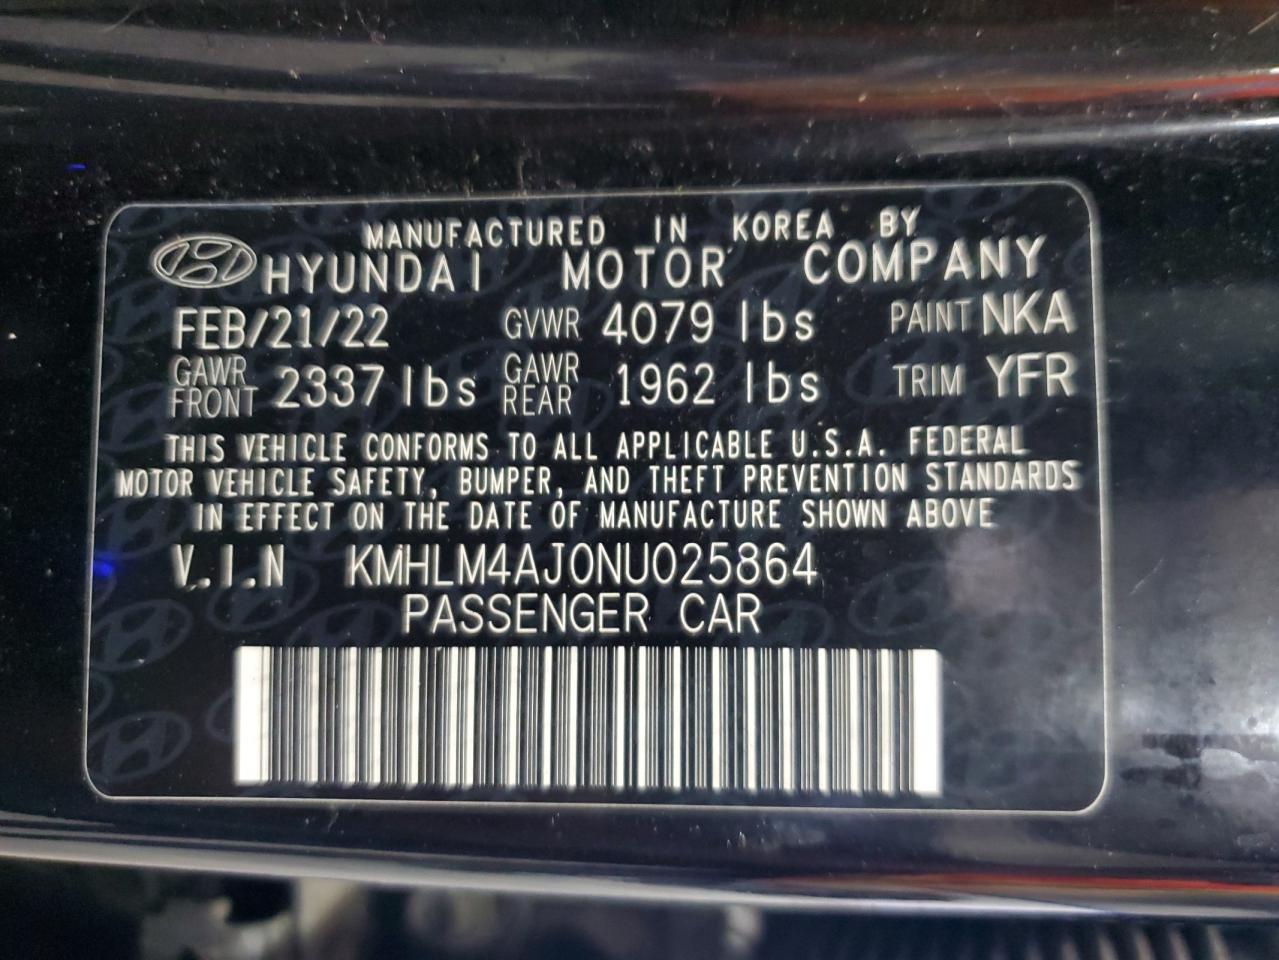 MANUFACTURED IN KOREA BY
HYUNDAI MOTOR COMPANY
FEB/21/22 GVWR 4079 lbs PAINT NKA
GAWR FRONT 2337 lbs GAWR REAR 1962 lbs TRIM YFR
THIS VEHICLE CONFORMS TO ALL APPLICABLE U.S.A. FEDERAL
MOTOR VEHICLE SAFETY, BUMPER, AND THEFT PREVENTION STANDARDS
IN EFFECT ON THE DATE OF MANUFACTURE SHOWN ABOVE
V.I.N KMHLM4AJ0NU025864
PASSENGER CAR